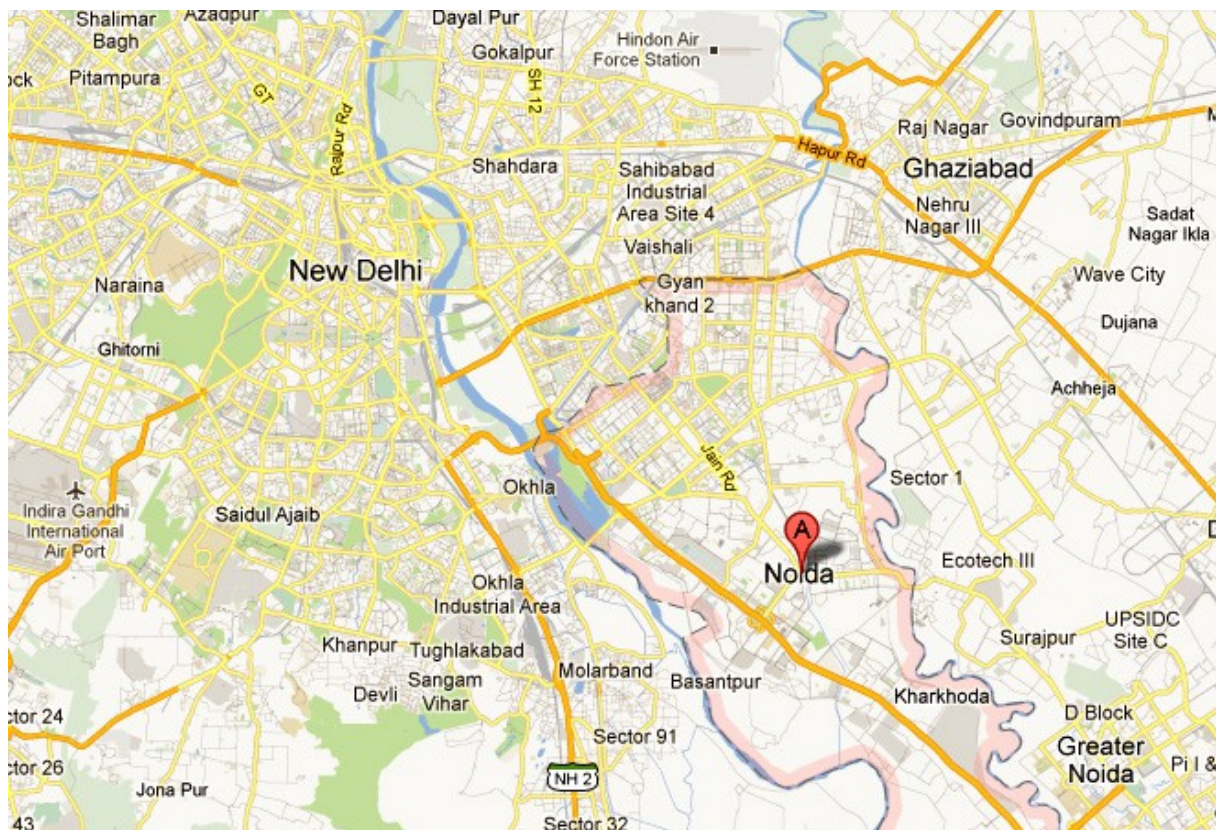 Shalimar
Bagh
Azadpur
Dayal Pur
Gokalpur
Hindon Air
Force Station
ock
Pitampura
GT
Rajpur Rd
SH 12
Raj Nagar
Govindpuram
M
Hapur Rd
Shahdara
Sahibabad
Industrial
Area Site 4
Ghaziabad
Nehru
Nagar III
Sadat
Nagar Ikla
Vaishali
New Delhi
Naraina
Gyan
khand 2
Wave City
Dujana
Ghitorni
Achheja
Jain Rd
Sector 1
Okhla
Indira Gandhi
International
Air Port
Saidul Ajaib
A
D
Noida
Ecotech III
Okhla
Industrial Area
UPSIDC
Site C
Surajpur
Khanpur
Tughlakabad
Molarband
Basantpur
Sangam
Vihar
Devli
Kharkhoda
D Block
ctor 24
Sector 91
Greater
Noida
Pi I &
ctor 26
NH 2
Jona Pur
43
Sector 32